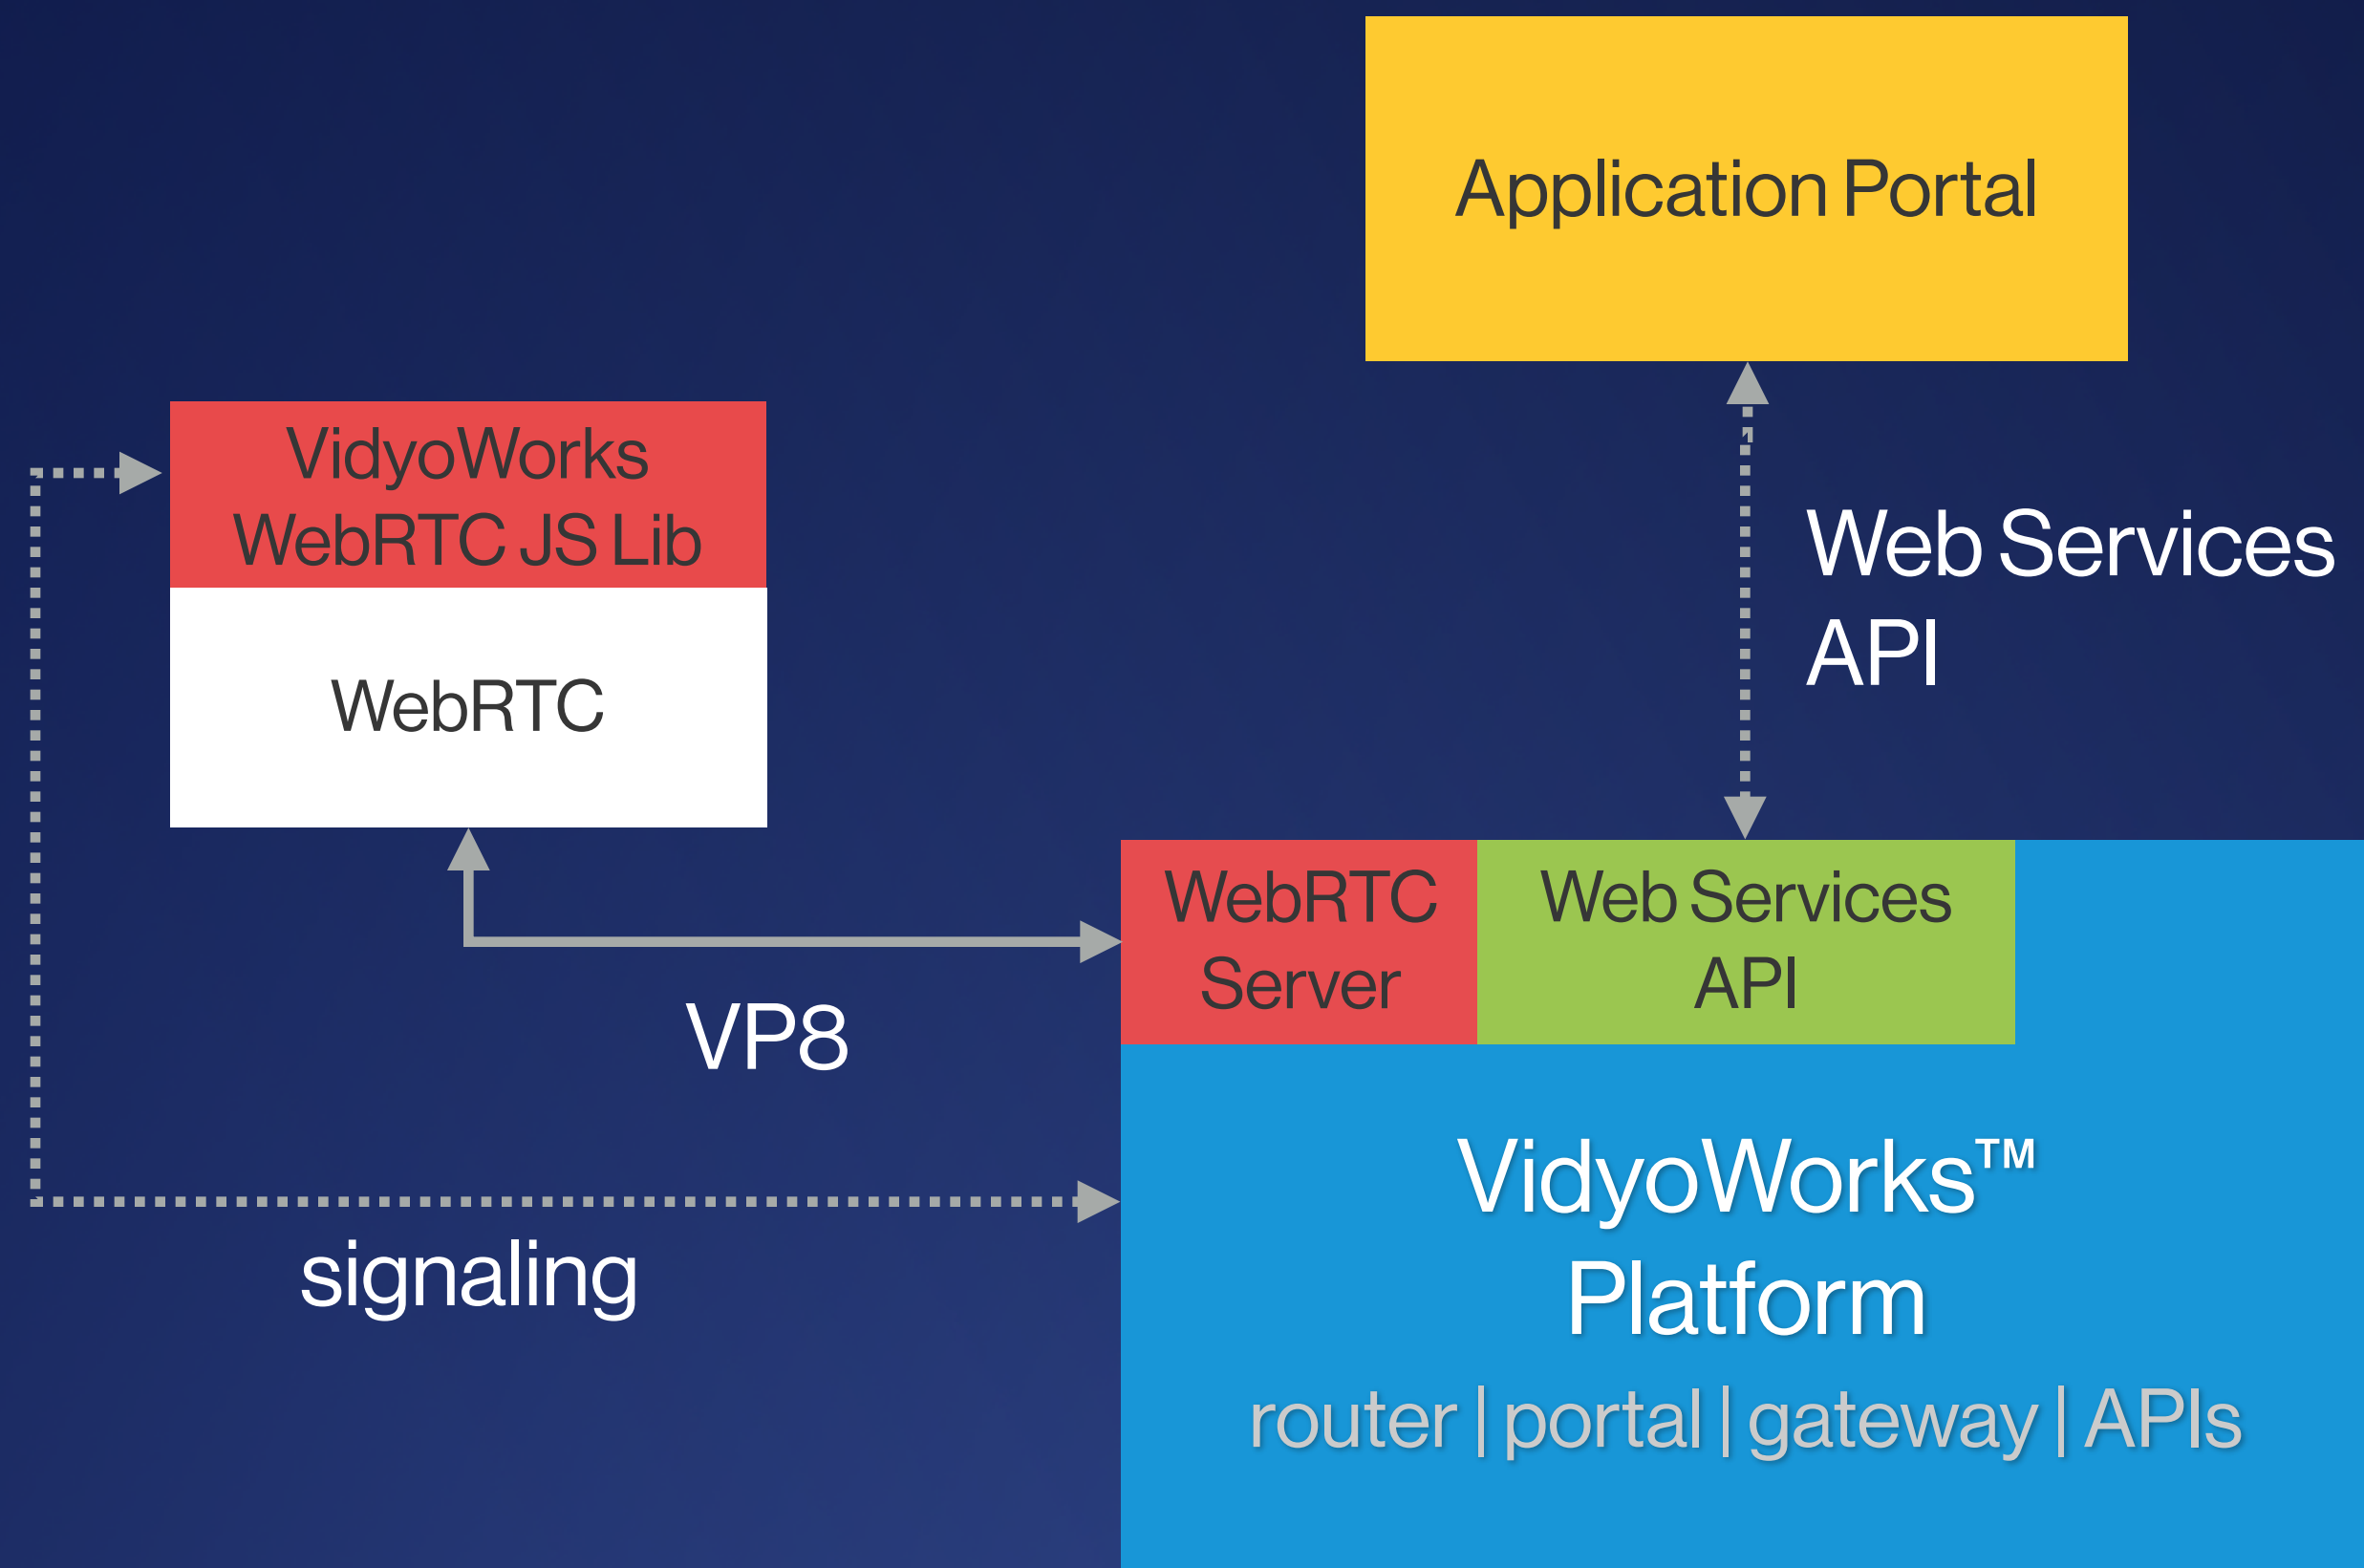 Application Portal
VidyoWorks
WebRTC JS Lib
WebRTC
Web Services
API
WebRTC
Server
Web Services
API
VP8
signaling
VidyoWorks™
Platform
router | portal | gateway | APIs